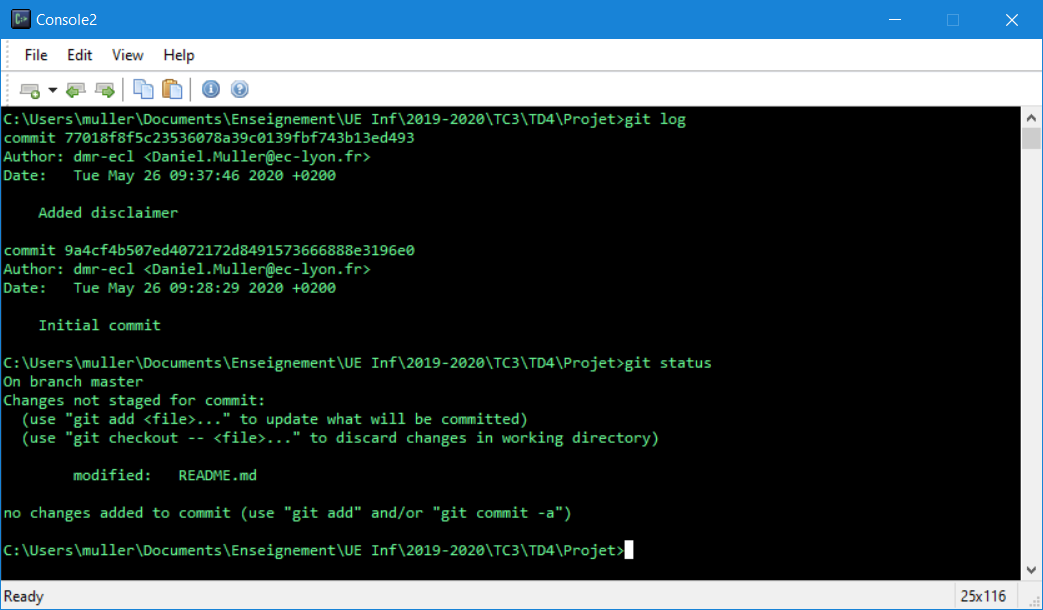 Console2
File Edit View Help
C:\Users\muller\Documents\Enseignement\UE Inf\2019-2020\TC3\TD4\Projet>git log
commit 77018f8f5c23536078a39c0139fbf743b13ed493
Author: dmr-ecl <Daniel.Muller@ec-lyon.fr>
Date:   Tue May 26 09:37:46 2020 +0200

    Added disclaimer

commit 9a4cf4b507ed4072172d8491573666888e3196e0
Author: dmr-ecl <Daniel.Muller@ec-lyon.fr>
Date:   Tue May 26 09:28:29 2020 +0200

    Initial commit

C:\Users\muller\Documents\Enseignement\UE Inf\2019-2020\TC3\TD4\Projet>git status
On branch master
Changes not staged for commit:
  (use "git add <file>..." to update what will be committed)
  (use "git checkout -- <file>..." to discard changes in working directory)

        modified:   README.md

no changes added to commit (use "git add" and/or "git commit -a")

C:\Users\muller\Documents\Enseignement\UE Inf\2019-2020\TC3\TD4\Projet>
Ready 25x116